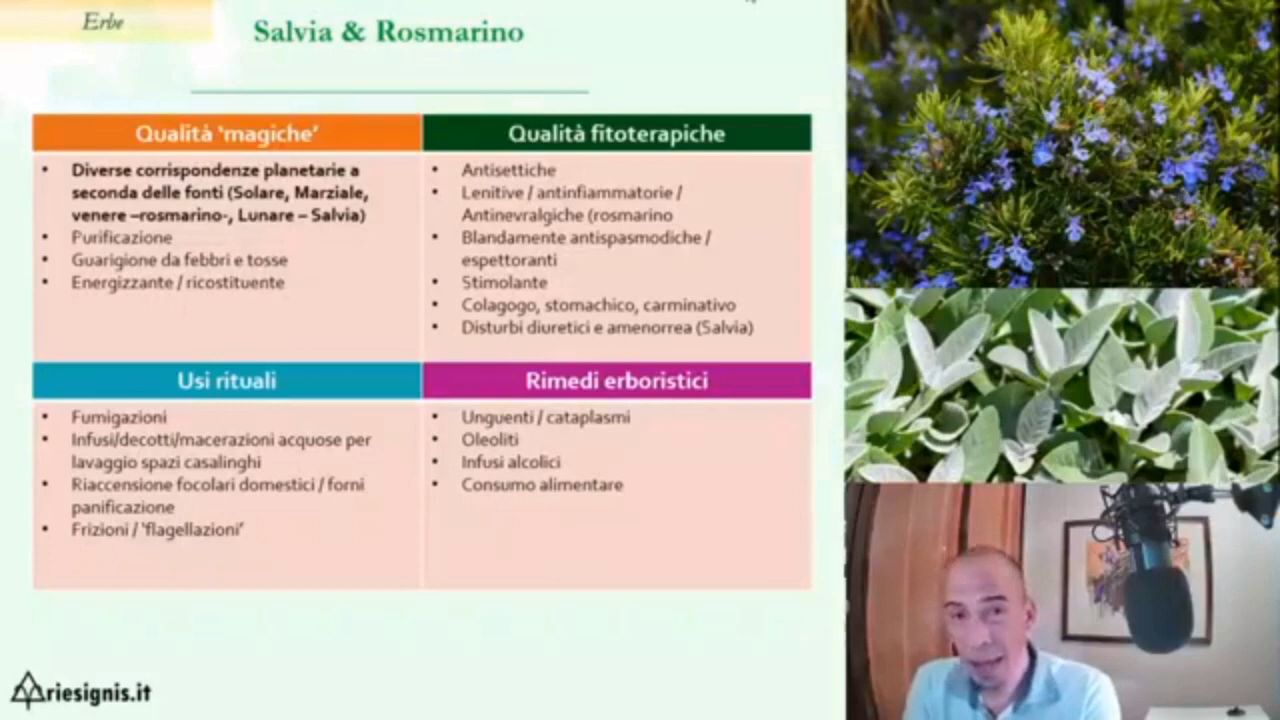 Erbe
Salvia & Rosmarino
Qualità ‘magiche’
• Diverse corrispondenze planetarie a
seconda delle fonti (Solare, Marziale,
venere –rosmarino-, Lunare – Salvia)
• Purificazione
• Guarigione da febbri e tosse
• Energizzante / ricostituente
Qualità fitoterapiche
• Antisettiche
• Lenitive / antinfiammatorie /
Antinevralgiche (rosmarino
• Blandamente antispasmodiche /
espettoranti
• Stimolante
• Colagogo, stomachico, carminativo
• Disturbi diuretici e amenorrea (Salvia)
Usi rituali
• Fumigazioni
• Infusi/decotti/macerazioni acquose per
lavaggio spazi casalinghi
• Riaccensione focolari domestici / forni
panificazione
• Frizioni / ‘flagellazioni’
Rimedi erboristici
• Unguenti / cataplasmi
• Oleoliti
• Infusi alcolici
• Consumo alimentare
Ariesignis.it